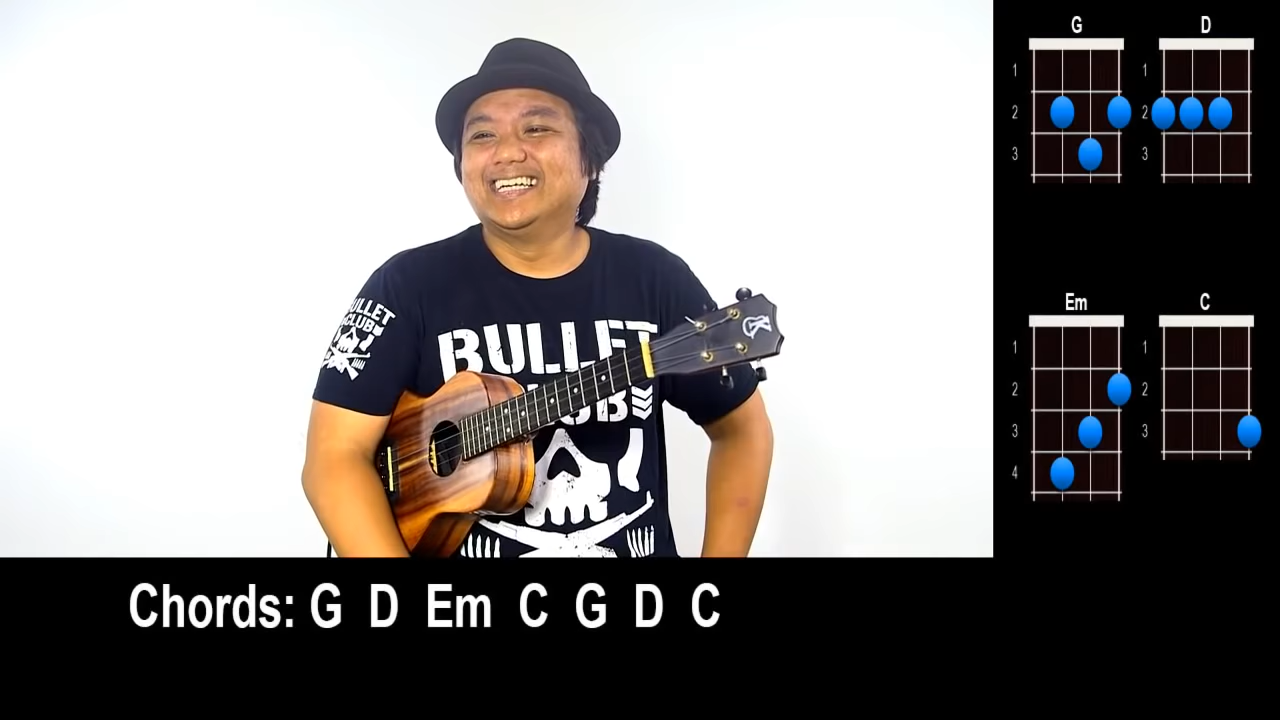 G D
1 1
2 2
3 3
BULLET
CLUB
BULLET
CLUB
Em C
1 1
2 2
3 3
4
Chords: G D Em C G D C